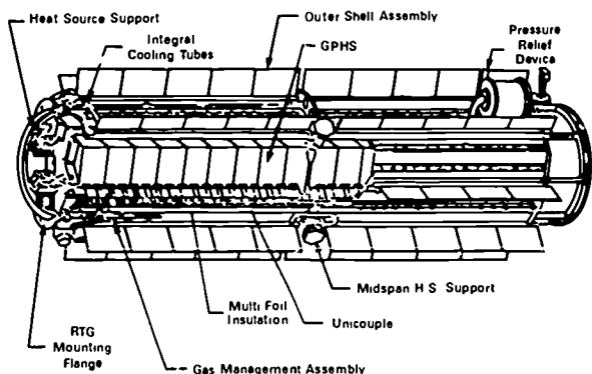 Heat Source Support
Integral
Cooling Tubes
Outer Shell Assembly
GPHS
Pressure
Relief
Device
Midspan H S Support
Multi Foil
Insulation
Unicouple
RTG
Mounting
Flange
Gas Management Assembly